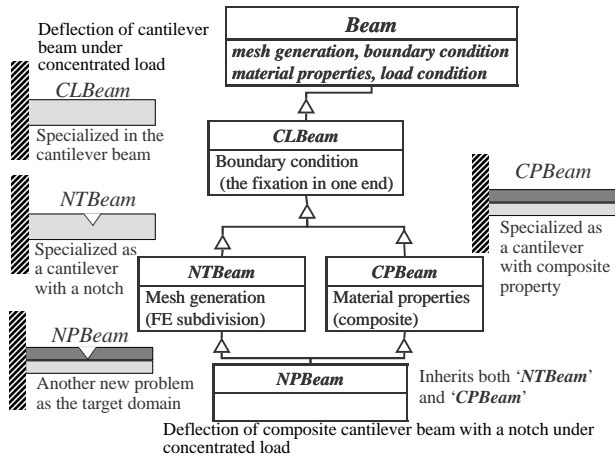 Deflection of cantilever
beam under
concentrated load
CLBeam
Specialized in the
cantilever beam
NTBeam
Specialized as
a cantilever
with a notch
NPBeam
Another new problem
as the target domain
Beam
mesh generation, boundary condition
material properties, load condition
CLBeam
Boundary condition
(the fixation in one end)
NTBeam
Mesh generation
(FE subdivision)
CPBeam
Material properties
(composite)
NPBeam
CPBeam
Specialized as
a cantilever
with composite
property
Inherits both ‘NTBeam’
and ‘CPBeam’
Deflection of composite cantilever beam with a notch under
concentrated load